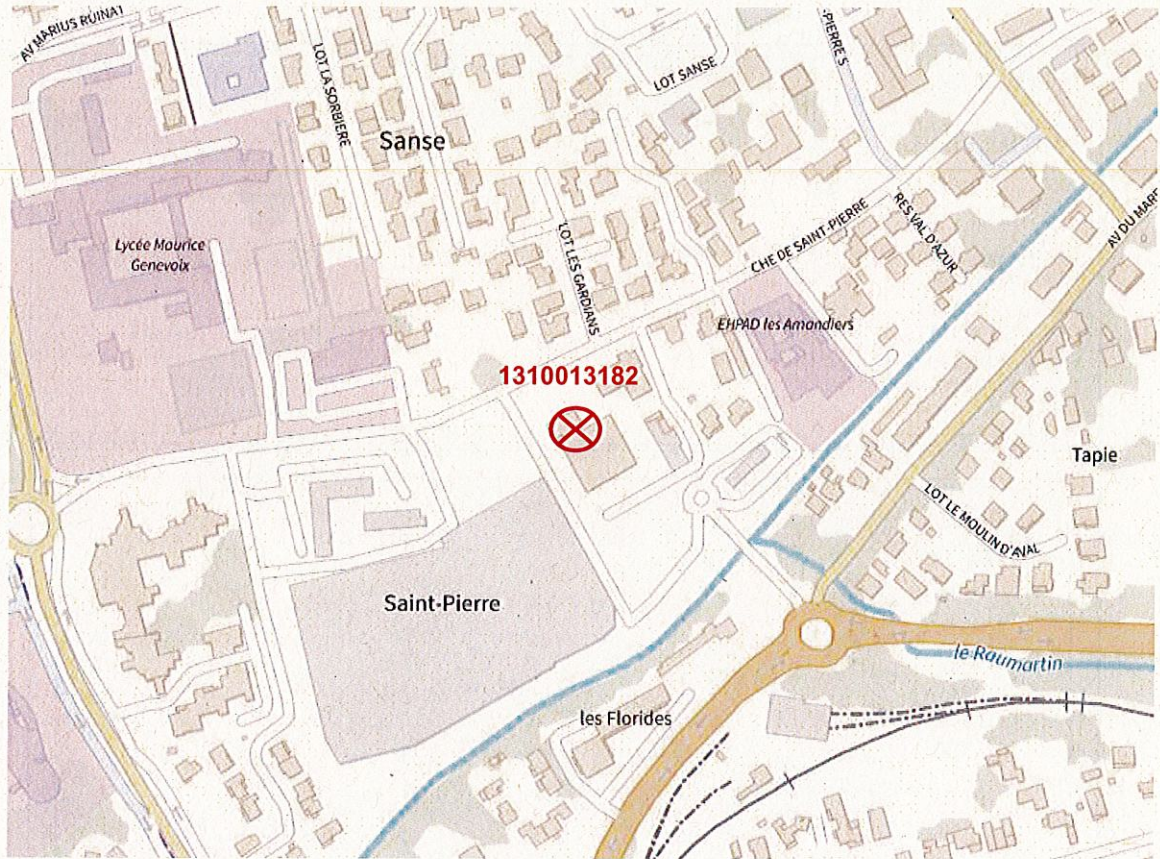 AV MARIUS RUINAT
LOT LA SORBIERE
LOT SANSE
-PIERRE S
Sanse
Lycée Maurice
Genevoix
LOT LES GARDIANS
CHE DE SAINT-PIERRE
RES VAL D'AZUR
AV DU MARE
EHPAD les Amandiers
1310013182
Tapie
LOT LE MOULIN D'AVAL
Saint-Pierre
le Raumartin
les Florides